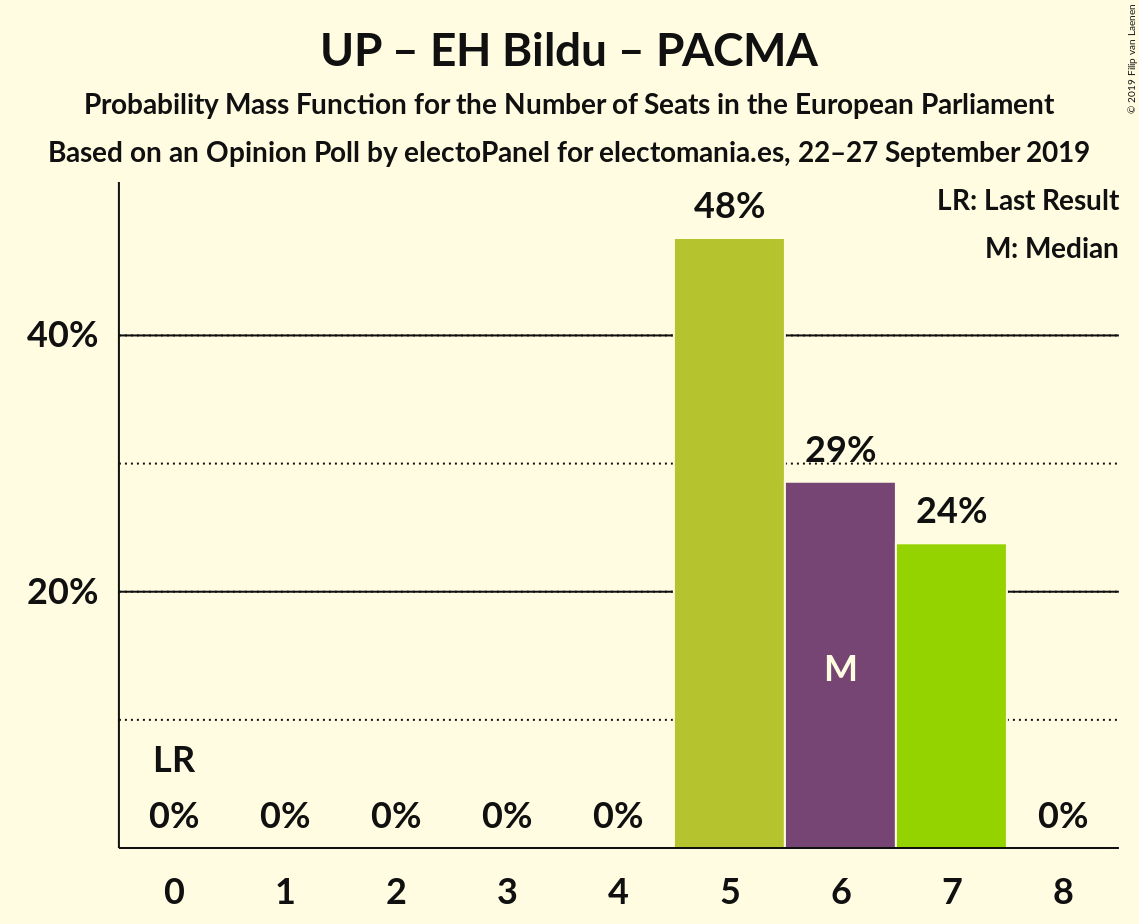 UP – EH Bildu – PACMA
Probability Mass Function for the Number of Seats in the European Parliament
Based on an Opinion Poll by electoPanel for electomania.es, 22–27 September 2019
© 2019 Filip van Laenen
LR: Last Result
M: Median
48%
40%
29%
24%
20%
M
LR
0% 0% 0% 0% 0% 0%
0 1 2 3 4 5 6 7 8